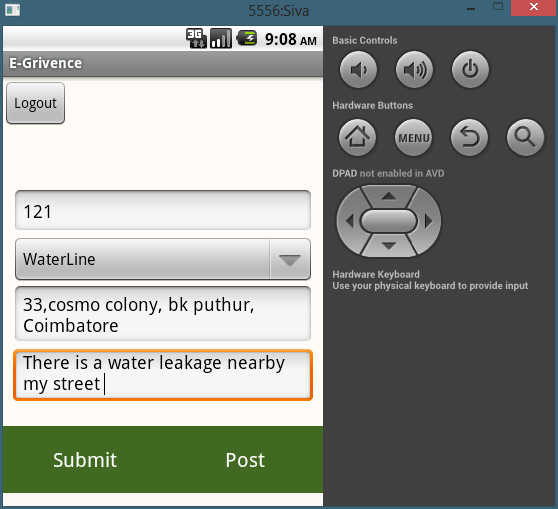 5556:Siva
3G
9:08 AM
E-Grivence
Logout
121
WaterLine
33,cosmo colony, bk puthur,
Coimbatore
There is a water leakage nearby
my street
Submit
Post
Basic Controls
Hardware Buttons
MENU
DPAD not enabled in AVD
Hardware Keyboard
Use your physical keyboard to provide input